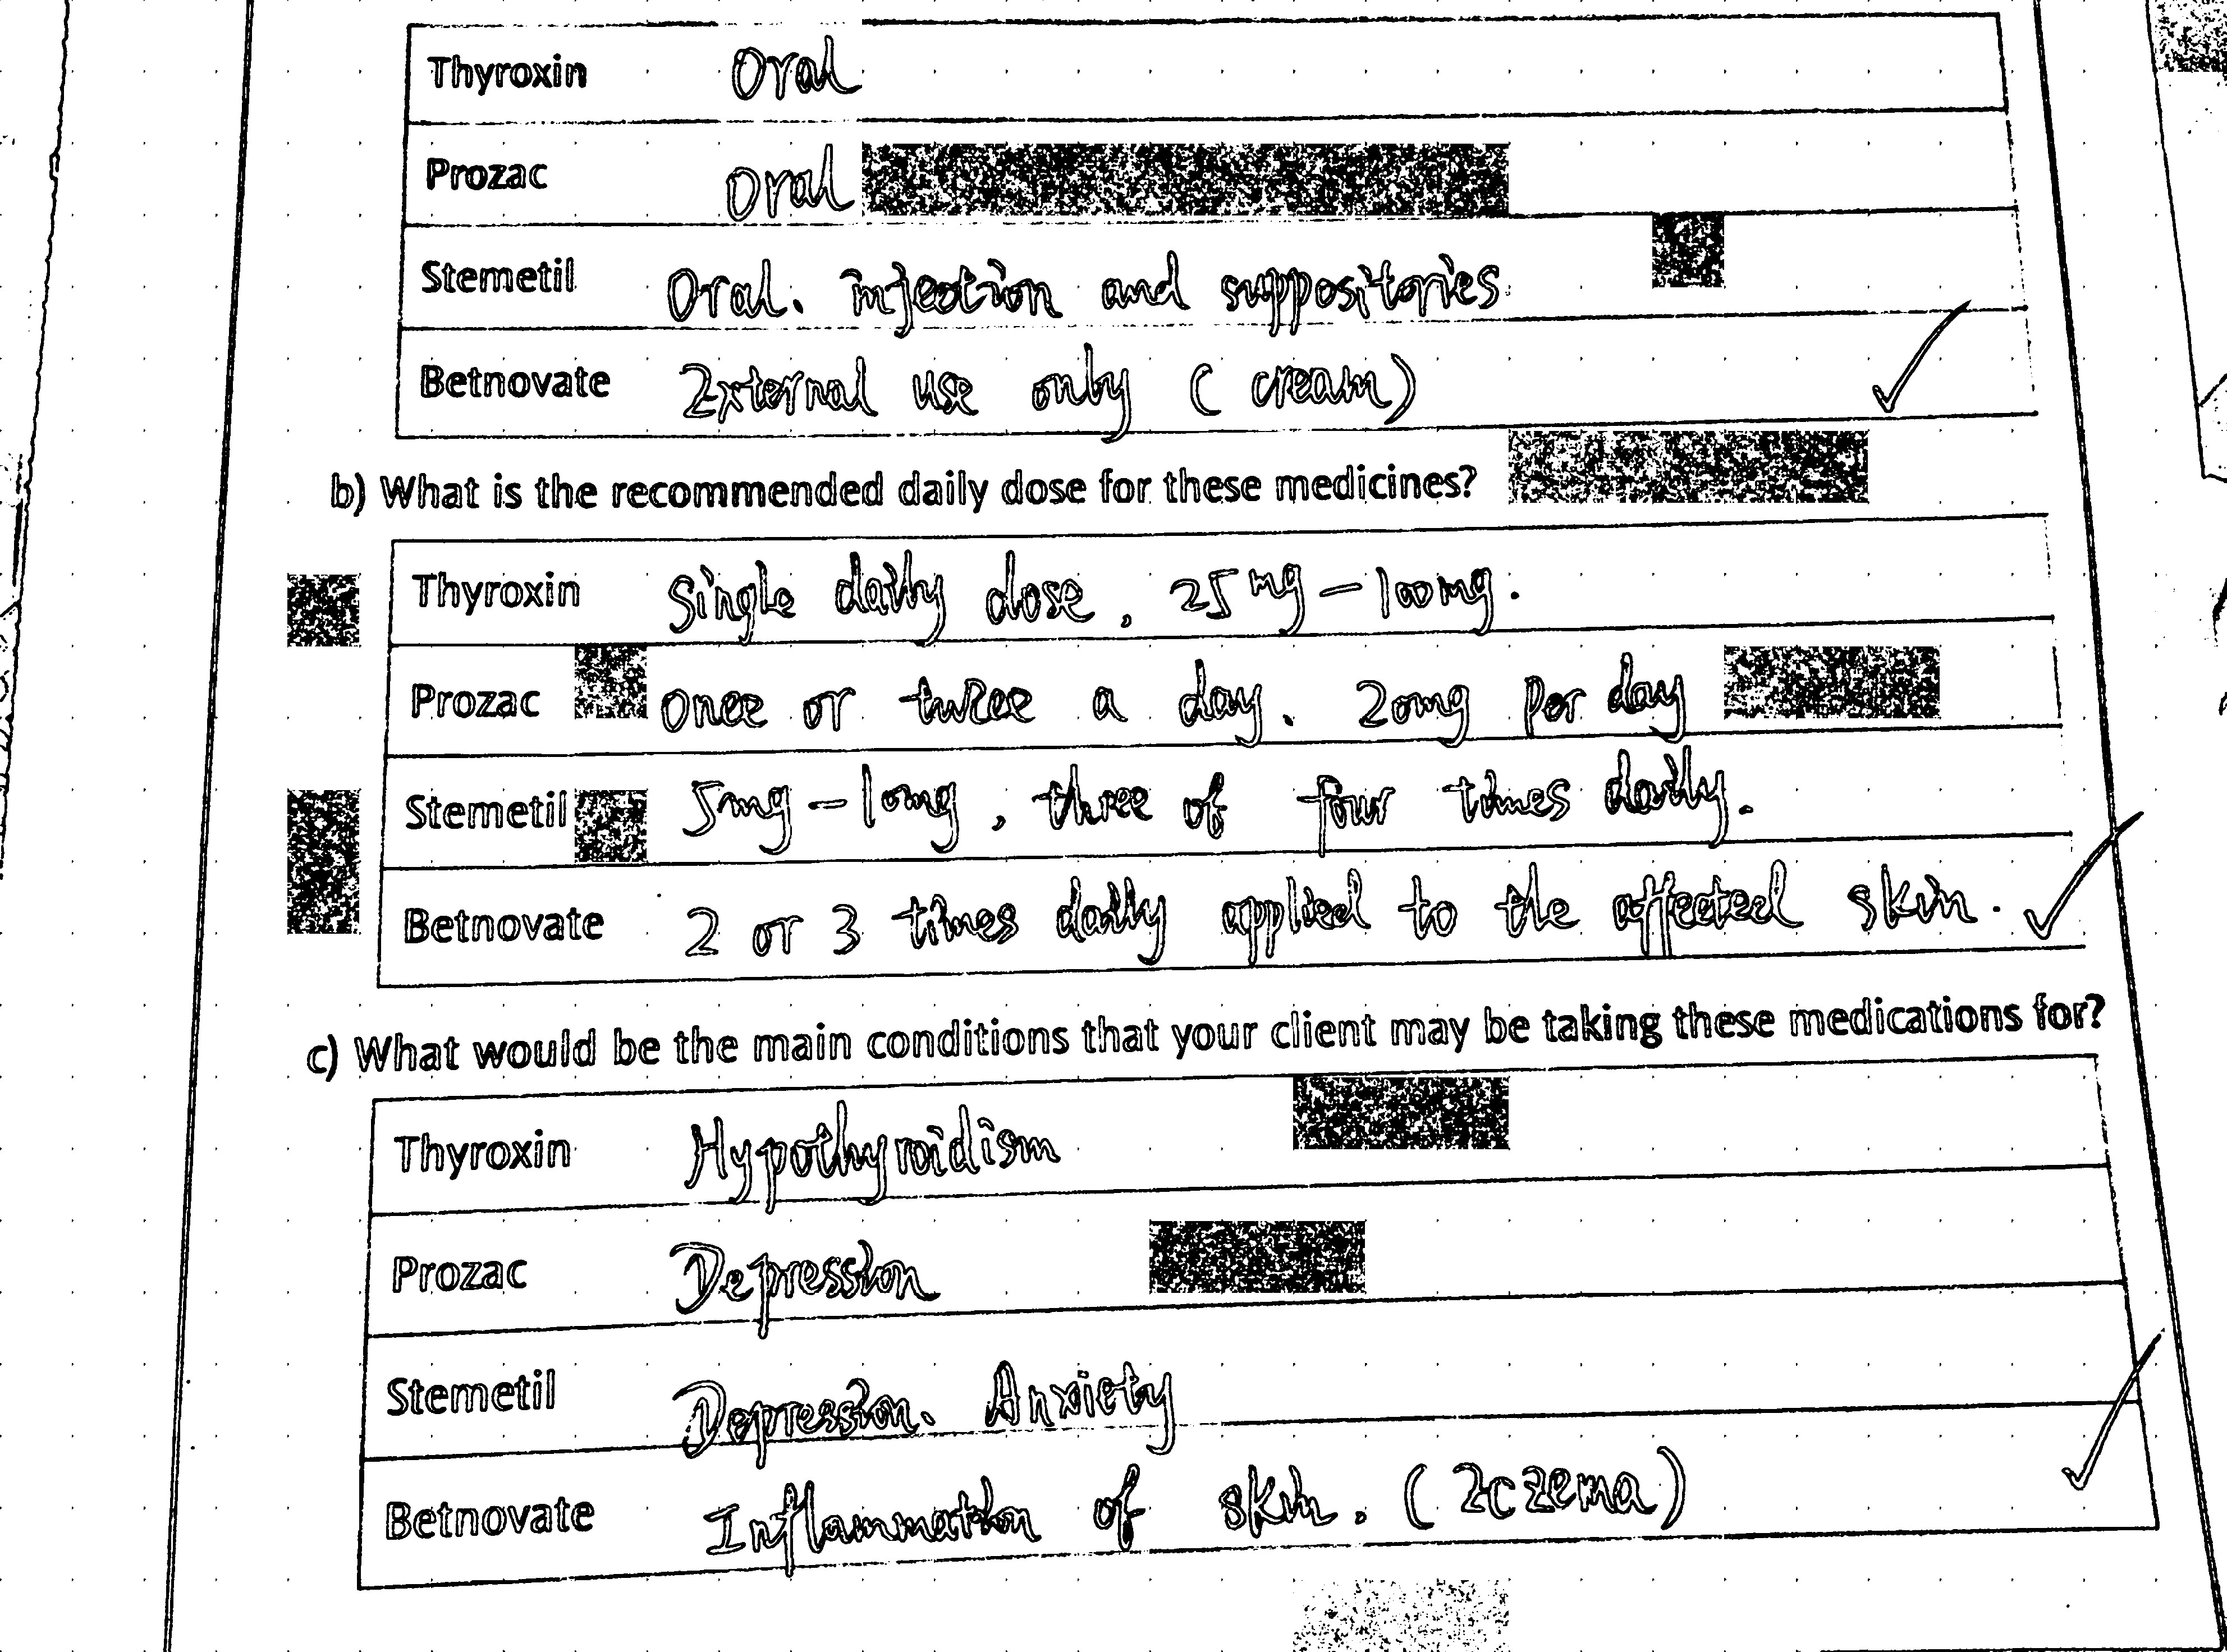 Thyroxin Oral
Prozac Oral
Stemetil Oral. injection and suppositories
Betnovate External use only (cream)
b) What is the recommended daily dose for these medicines?
Thyroxin Single daily dose, 25mg-100mg.
Prozac Once or twice a day. 20mg per day
Stemetil 5mg-10mg, three of four times daily.
Betnovate 2 or 3 times daily applied to the affected skin.
c) What would be the main conditions that your client may be taking these medications for?
Thyroxin Hypothyroidism
Prozac Depression
Stemetil Depression. Anxiety
Betnovate Inflammation of skin. (Eczema)